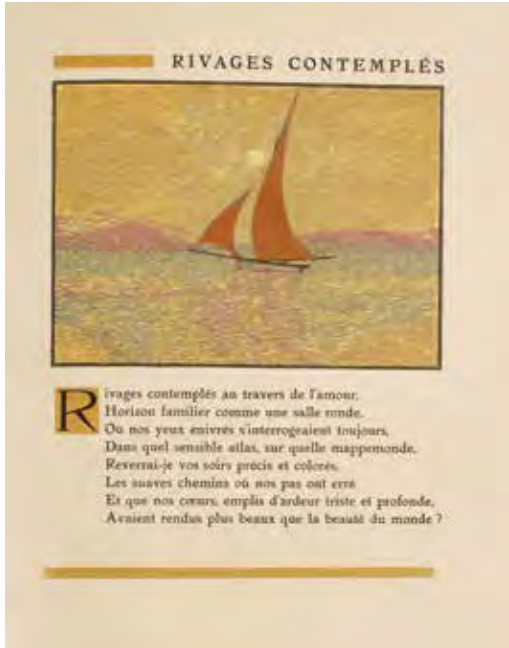 RIVAGES CONTEMPLÉS
Rivages contemplés au travers de l'amour,
Horizon familier comme une salle ronde,
Où nos yeux enivrés s'interrogeaient toujours,
Dans quel sensible atlas, sur quelle mappemonde,
Reverrai-je vos soirs précis et colorés,
Les suaves chemins où nos pas ont erré
Et que nos cœurs, emplis d'ardeur triste et profonde,
Avaient rendus plus beaux que la beauté du monde ?